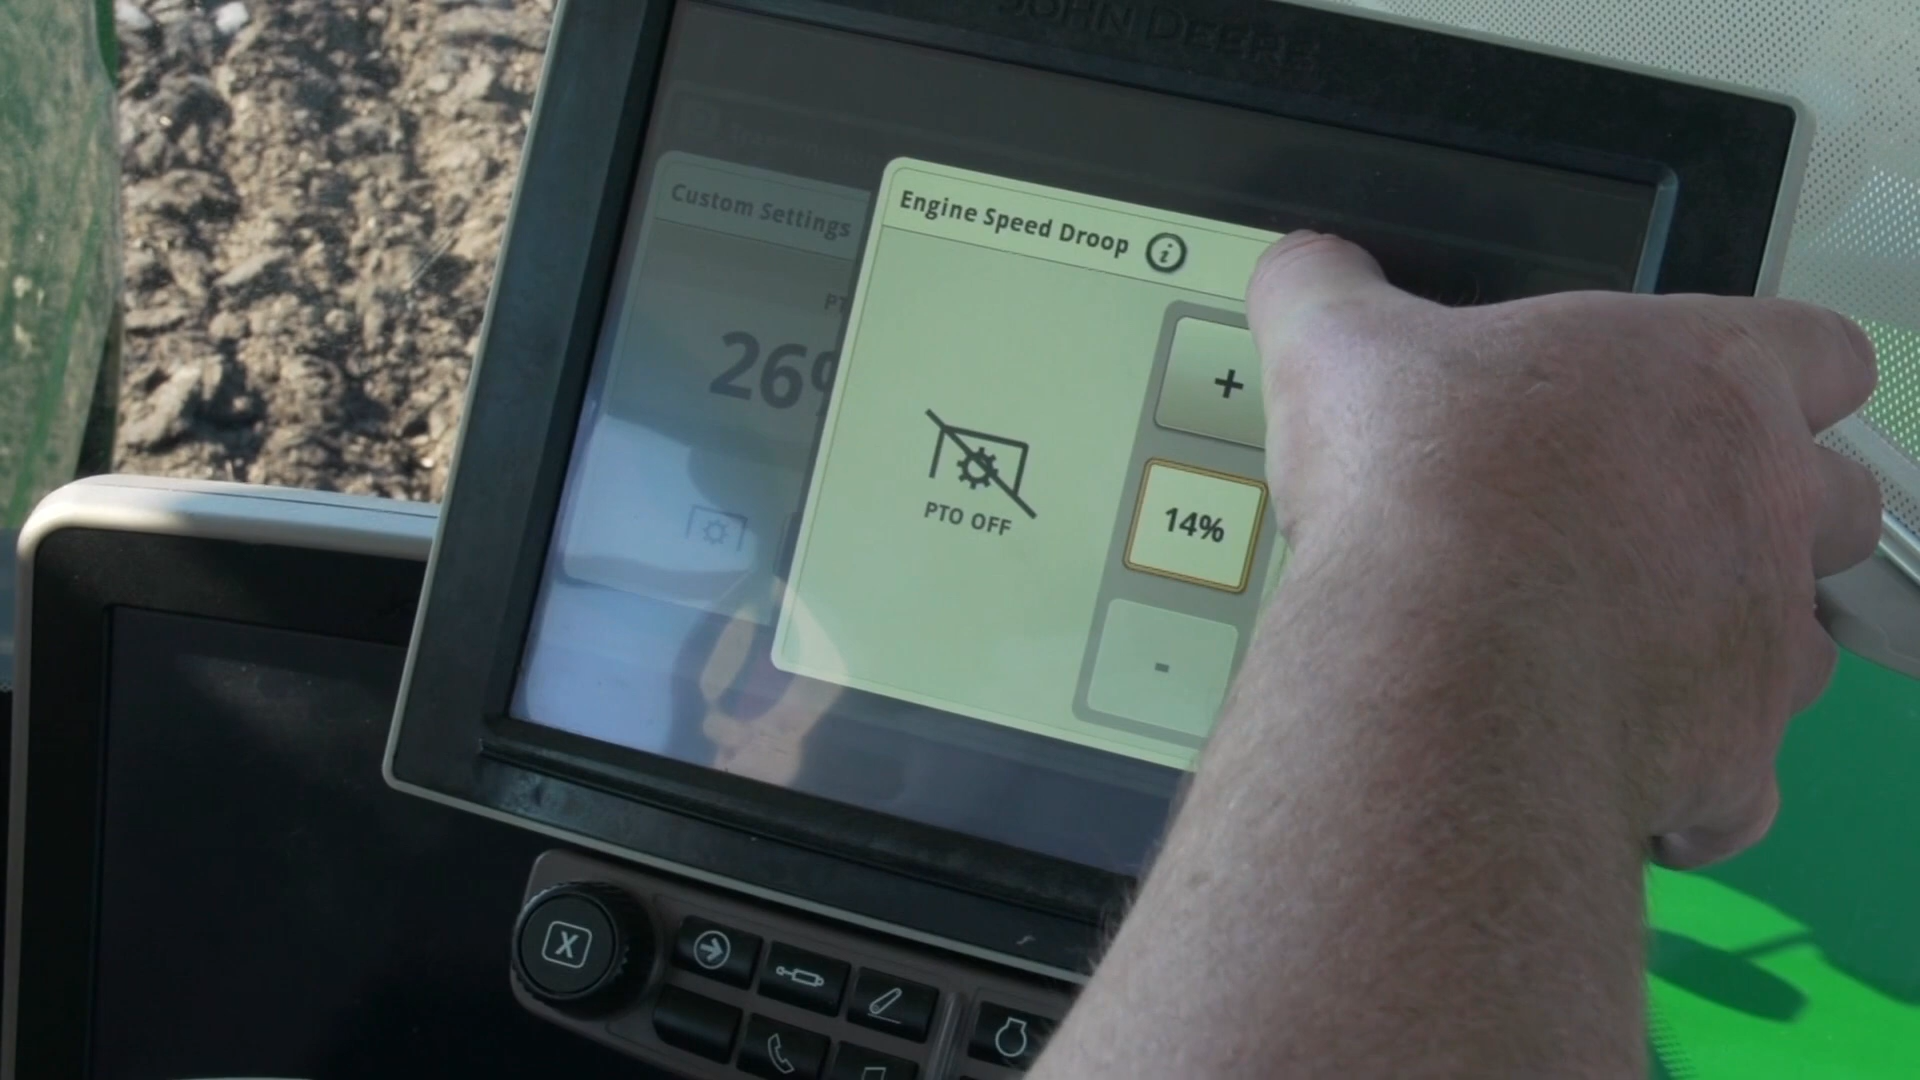 JOHN DEERE
Custom Settings
Engine Speed Droop i
PT
26%
+
PTO OFF
14%
-
X